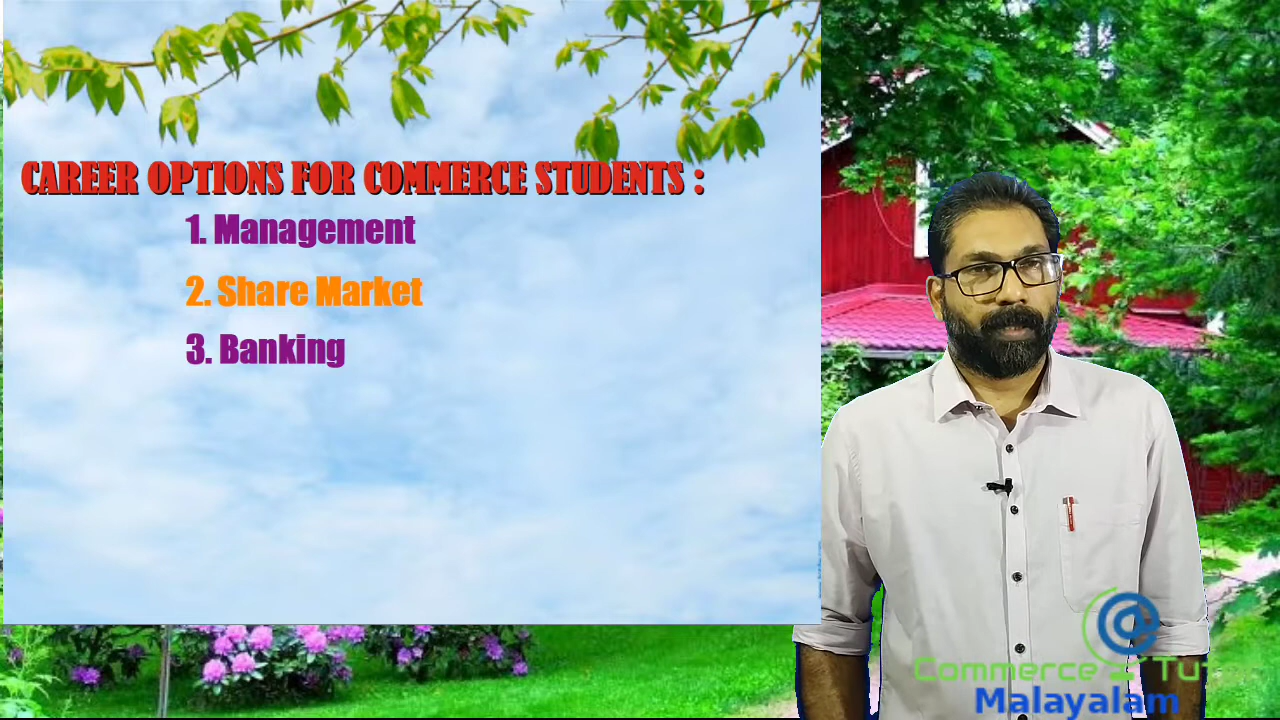 CAREER OPTIONS FOR COMMERCE STUDENTS :
1. Management
2. Share Market
3. Banking
Commerce
Malayalam